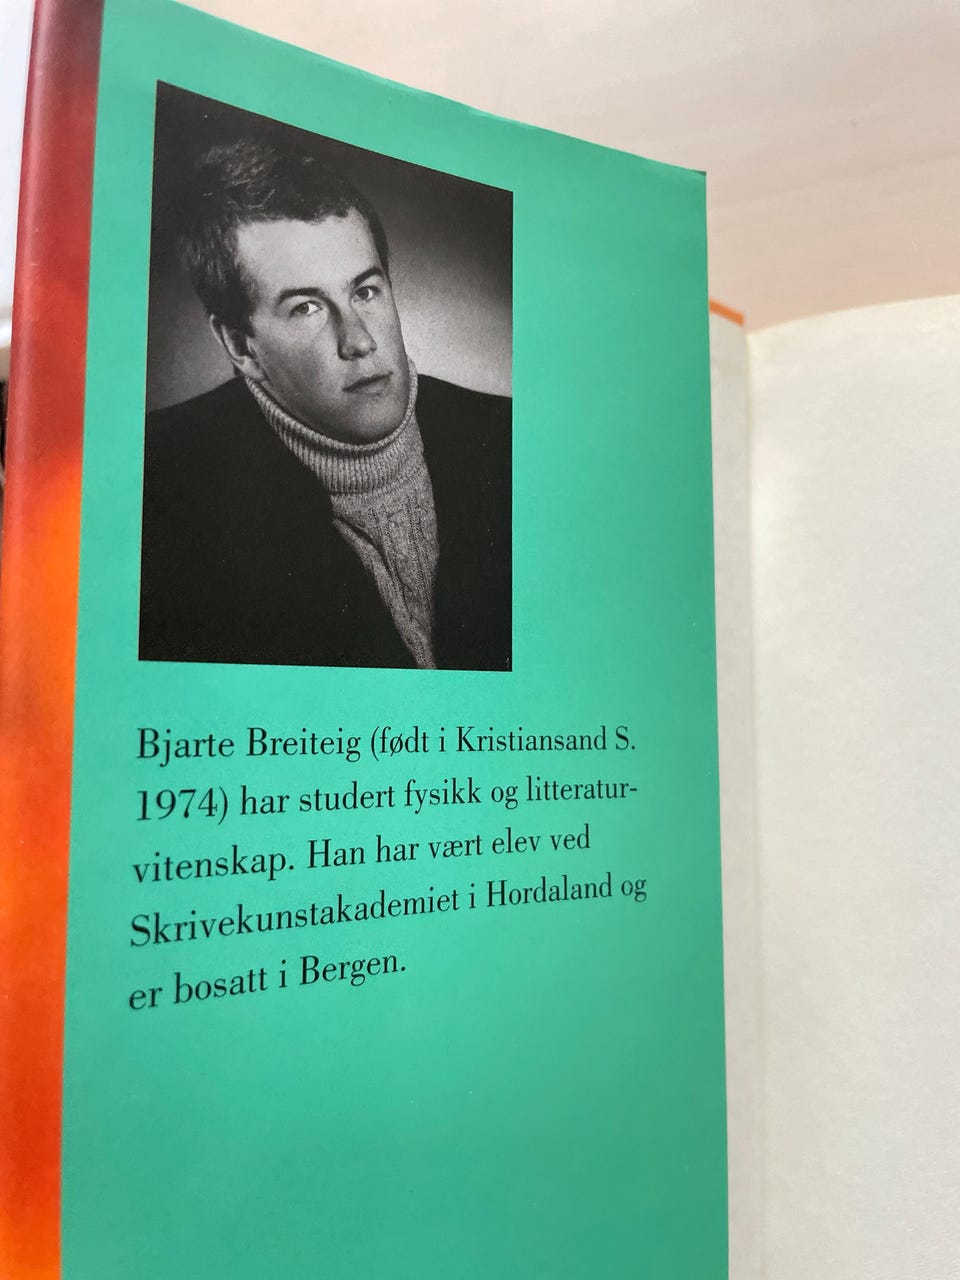 Bjarte Breiteig (født i Kristiansand S.
1974) har studert fysikk og litteratur-
vitenskap. Han har vært elev ved
Skrivekunstakademiet i Hordaland og
er bosatt i Bergen.